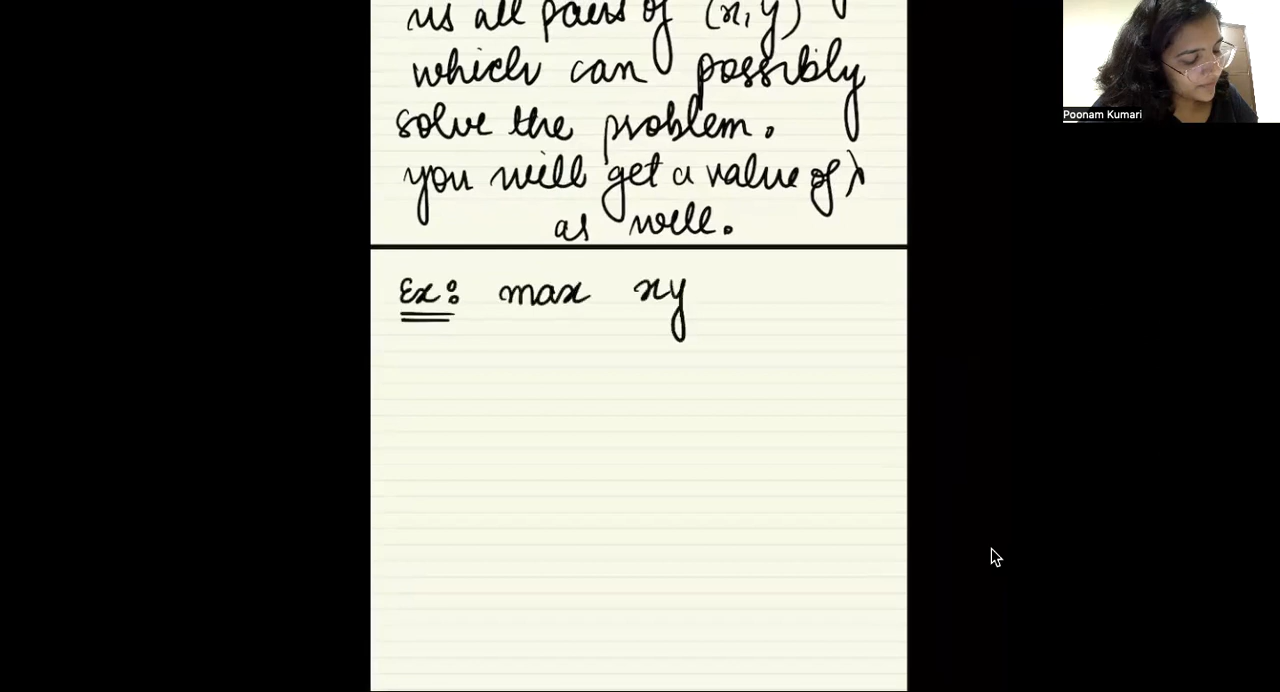 us all pairs of (x, y)
which can possibly
solve the problem.
you will get a value of λ
as well.
Ex: max xy
Poonam Kumari